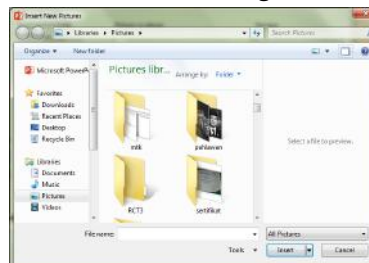 Insert New Pictures
Libraries ▸ Pictures ▸
Search Pictures
Organize
New folder
Microsoft PowerP
Pictures libr...
Arrange by: Folder
Favorites
Downloads
Recent Places
Desktop
Recycle Bin
Libraries
Documents
Music
Pictures
Videos
mtk
pahlawan
RCT3
sertifikat
Select a file to preview.
File name:
All Pictures
Tools
Insert
Cancel